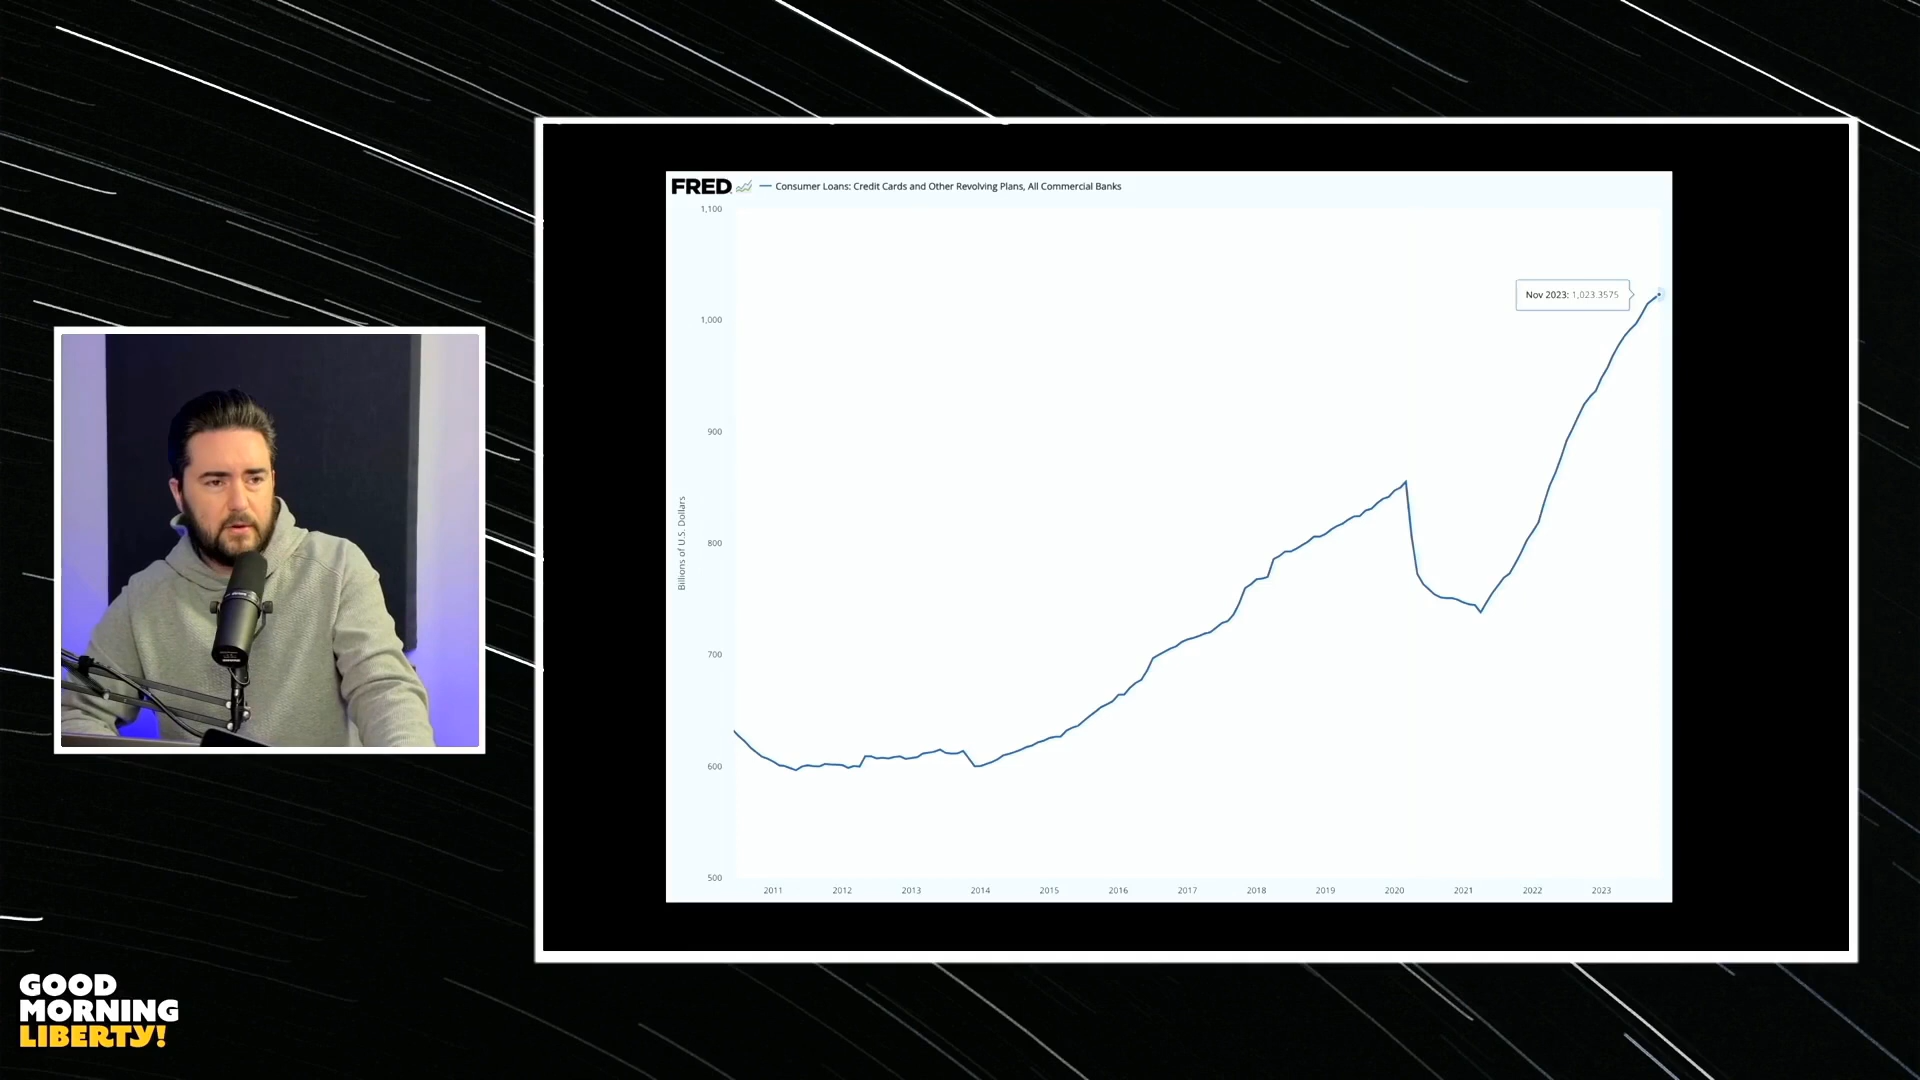 FRED
Consumer Loans: Credit Cards and Other Revolving Plans, All Commercial Banks
1,100
Nov 2023: 1,023.3575
1,000
900
Billions of U.S. Dollars
800
700
600
500
2011 2012 2013 2014 2015 2016 2017 2018 2019 2020 2021 2022 2023
GOOD
MORNING
LIBERTY!